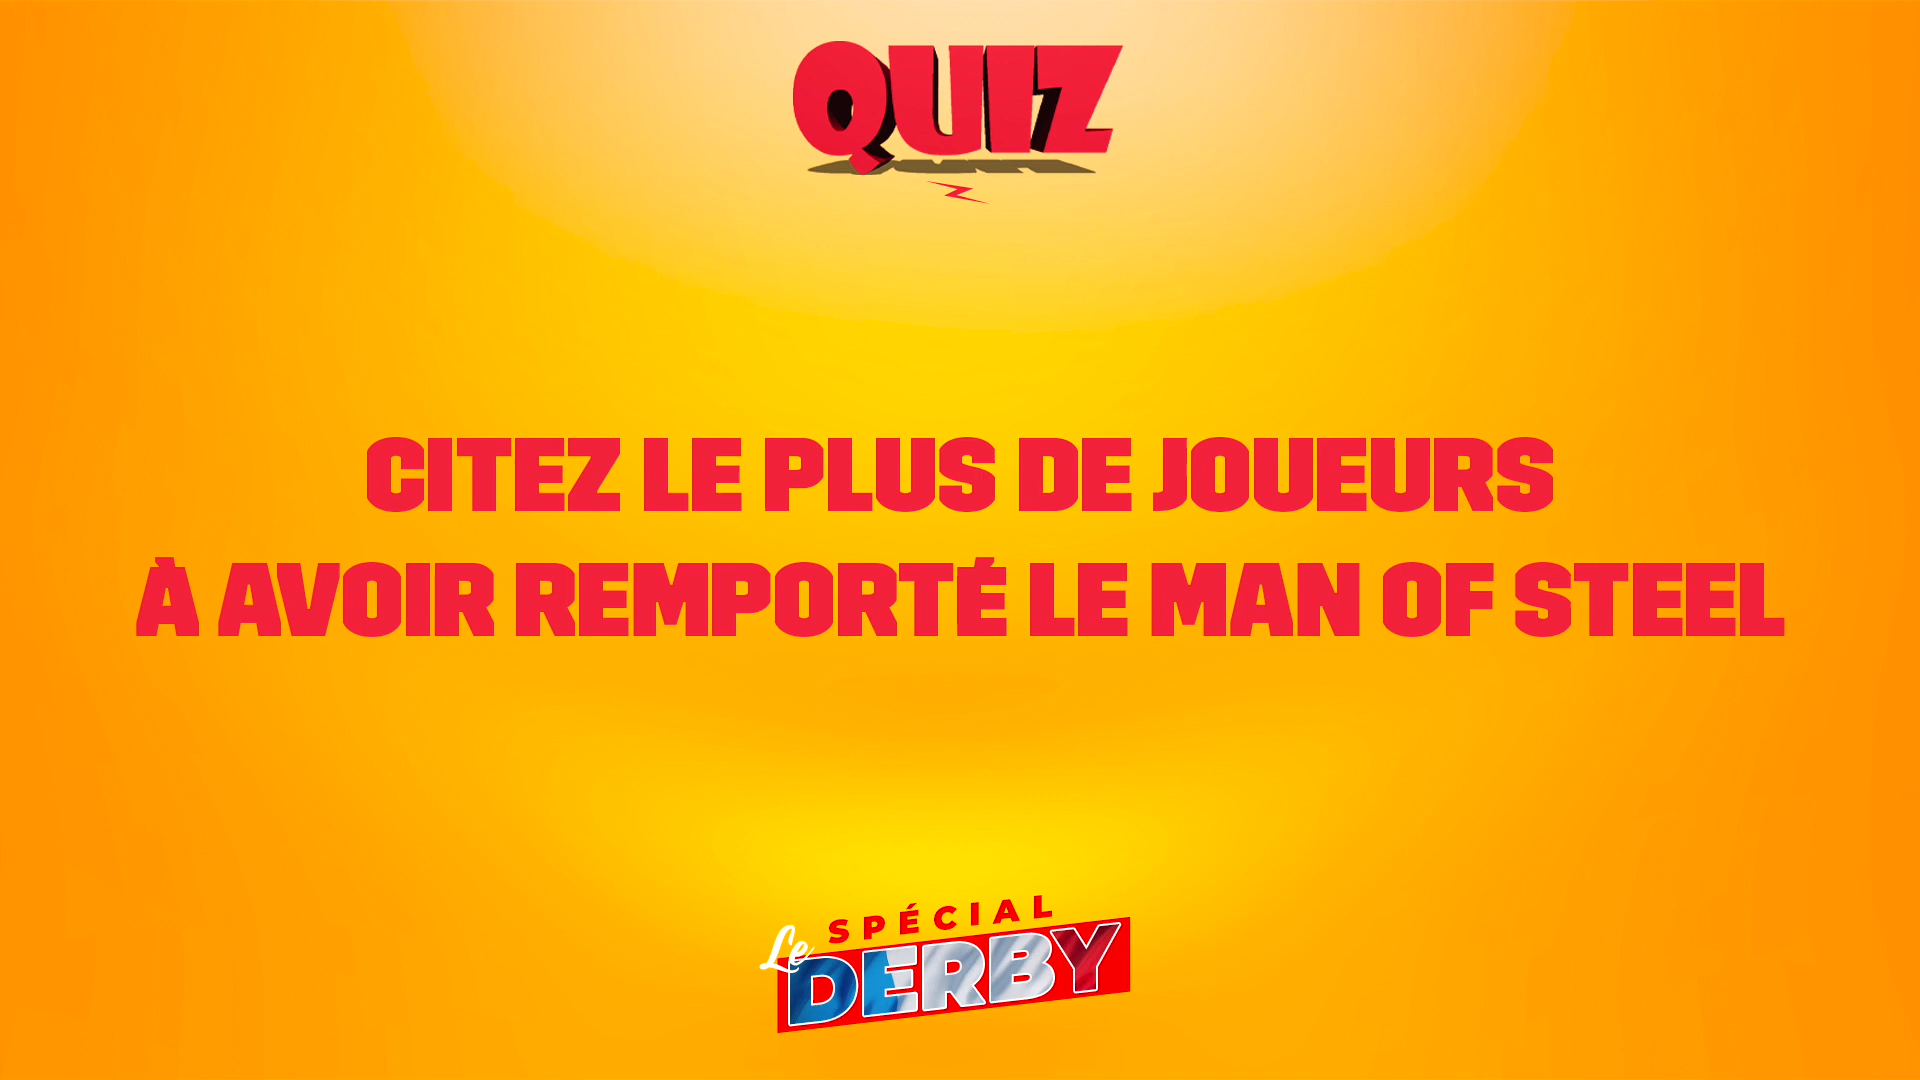 QUIZ
CITEZ LE PLUS DE JOUEURS
À AVOIR REMPORTÉ LE MAN OF STEEL
SPÉCIAL
Le DERBY